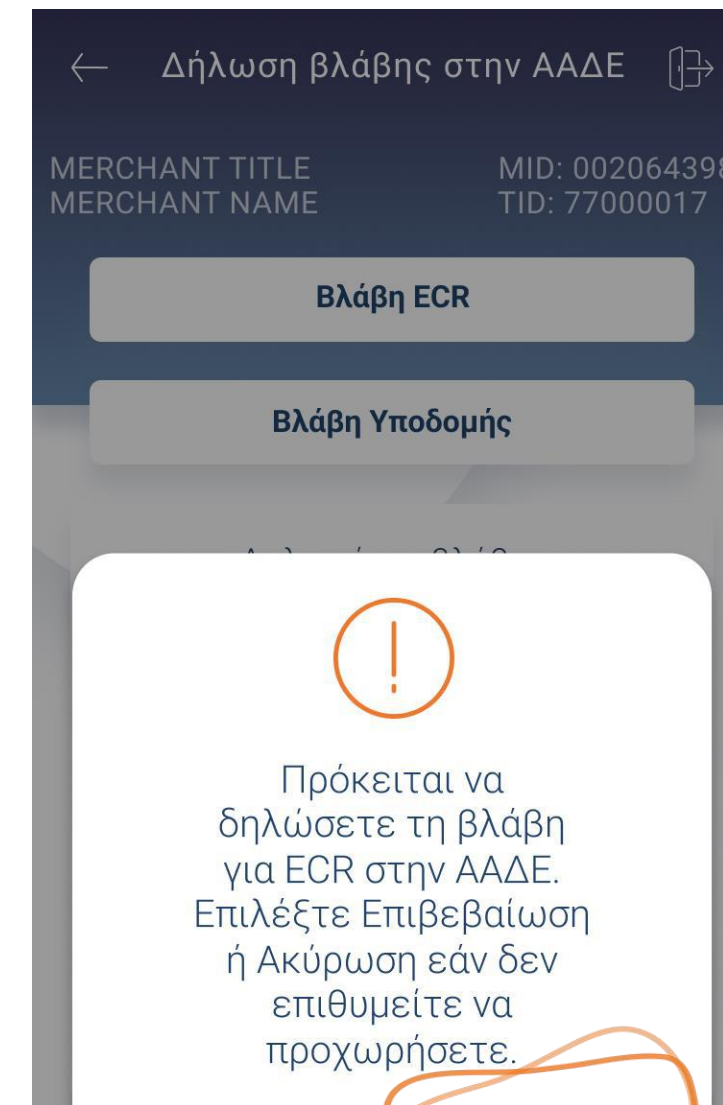 Δήλωση βλάβης στην ΑΑΔΕ
MERCHANT TITLE MID: 002064398
MERCHANT NAME TID: 77000017
Βλάβη ECR
Βλάβη Υποδομής
Πρόκειται να
δηλώσετε τη βλάβη
για ECR στην ΑΑΔΕ.
Επιλέξτε Επιβεβαίωση
ή Ακύρωση εάν δεν
επιθυμείτε να
προχωρήσετε.